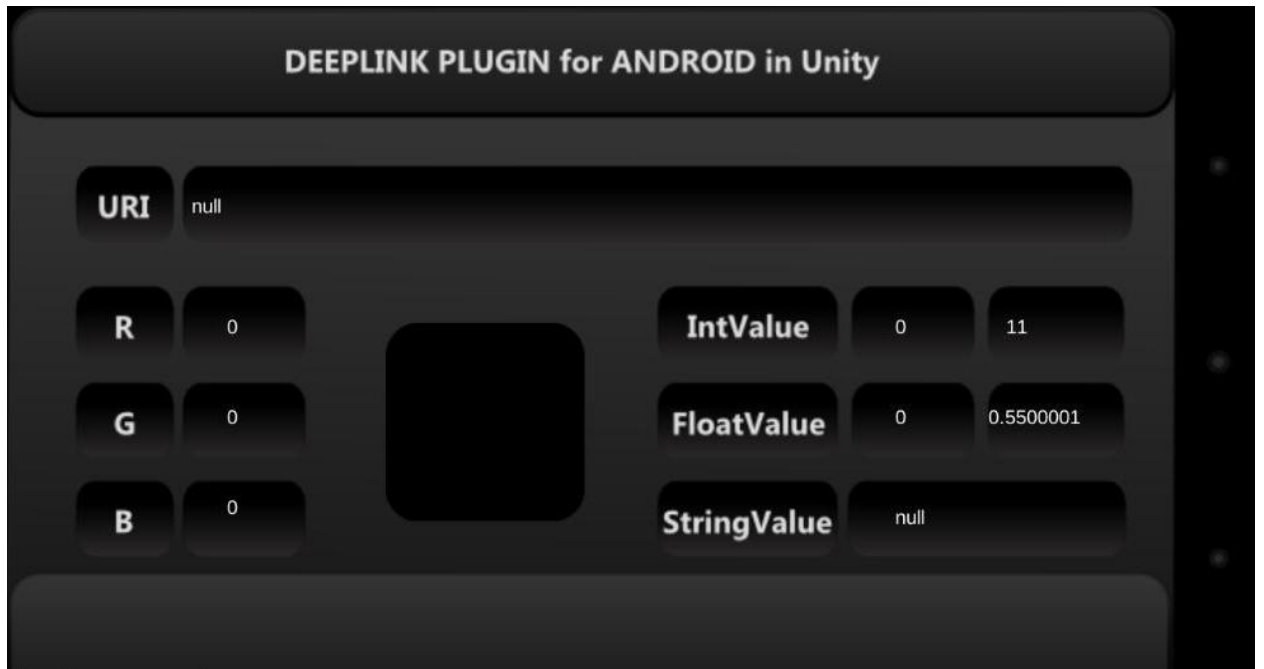 DEEPLINK PLUGIN for ANDROID in Unity
URI null
R 0
G 0
B 0
IntValue 0 11
FloatValue 0 0.5500001
StringValue null